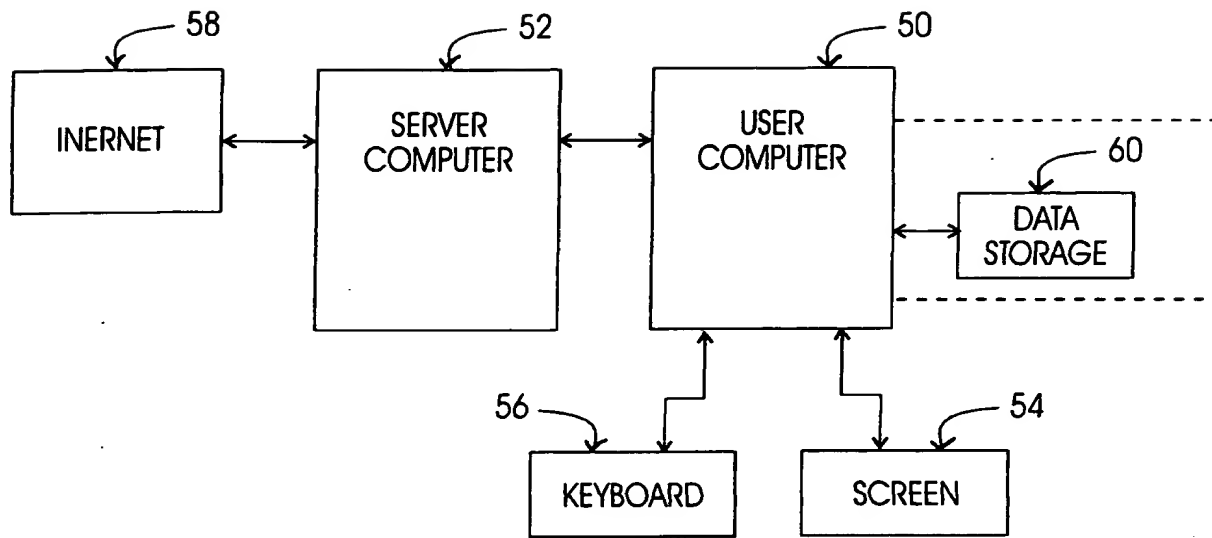 58
52
50
INERNET
SERVER
COMPUTER
USER
COMPUTER
60
DATA
STORAGE
56
54
KEYBOARD
SCREEN